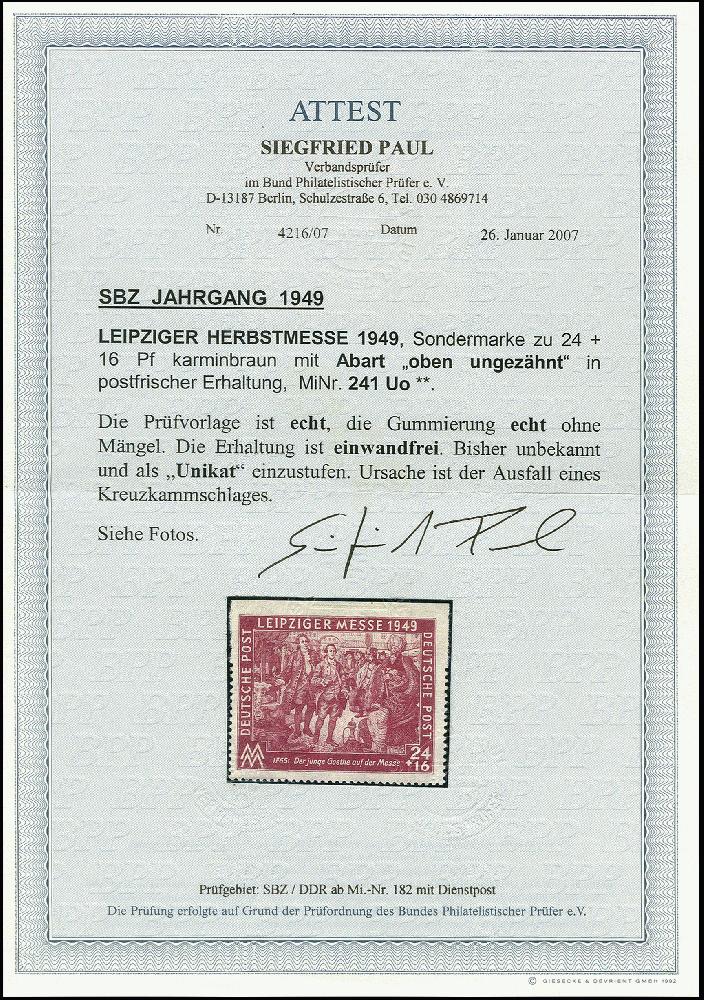 ATTEST
SIEGFRIED PAUL
Verbandsprüfer
im Bund Philatelistischer Prüfer e. V.
D-13187 Berlin, Schulzestraße 6, Tel. 030 4869714
Nr. 4216/07 Datum 26. Januar 2007
SBZ JAHRGANG 1949
LEIPZIGER HERBSTMESSE 1949, Sondermarke zu 24 +
16 Pf karminbraun mit Abart „oben ungezähnt“ in
postfrischer Erhaltung, MiNr. 241 Uo **.
Die Prüfvorlage ist echt, die Gummierung echt ohne
Mängel. Die Erhaltung ist einwandfrei. Bisher unbekannt
und als „Unikat“ einzustufen. Ursache ist der Ausfall eines
Kreuzkammschlages.
Siehe Fotos.
LEIPZIGER MESSE 1949
DEUTSCHE POST
DEUTSCHE POST
1765: Der junge Goethe auf der Messe
24
+16
Prüfgebiet: SBZ / DDR ab Mi.-Nr. 182 mit Dienstpost
Die Prüfung erfolgte auf Grund der Prüfordnung des Bundes Philatelistischer Prüfer e.V.
© GIESECKE & DEVRIENT GMBH 1992